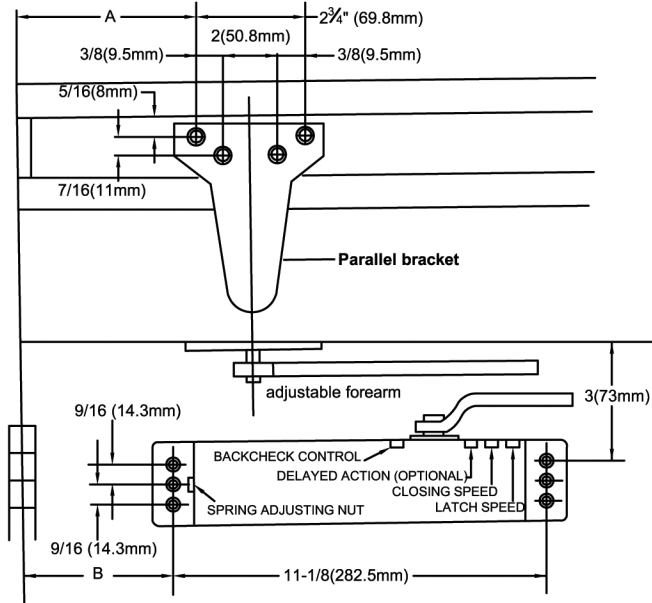 A
2¾" (69.8mm)
2(50.8mm)
3/8(9.5mm)
3/8(9.5mm)
5/16(8mm)
7/16(11mm)
Parallel bracket
adjustable forearm
3(73mm)
9/16 (14.3mm)
BACKCHECK CONTROL
DELAYED ACTION (OPTIONAL)
CLOSING SPEED
LATCH SPEED
SPRING ADJUSTING NUT
9/16 (14.3mm)
B
11-1/8(282.5mm)